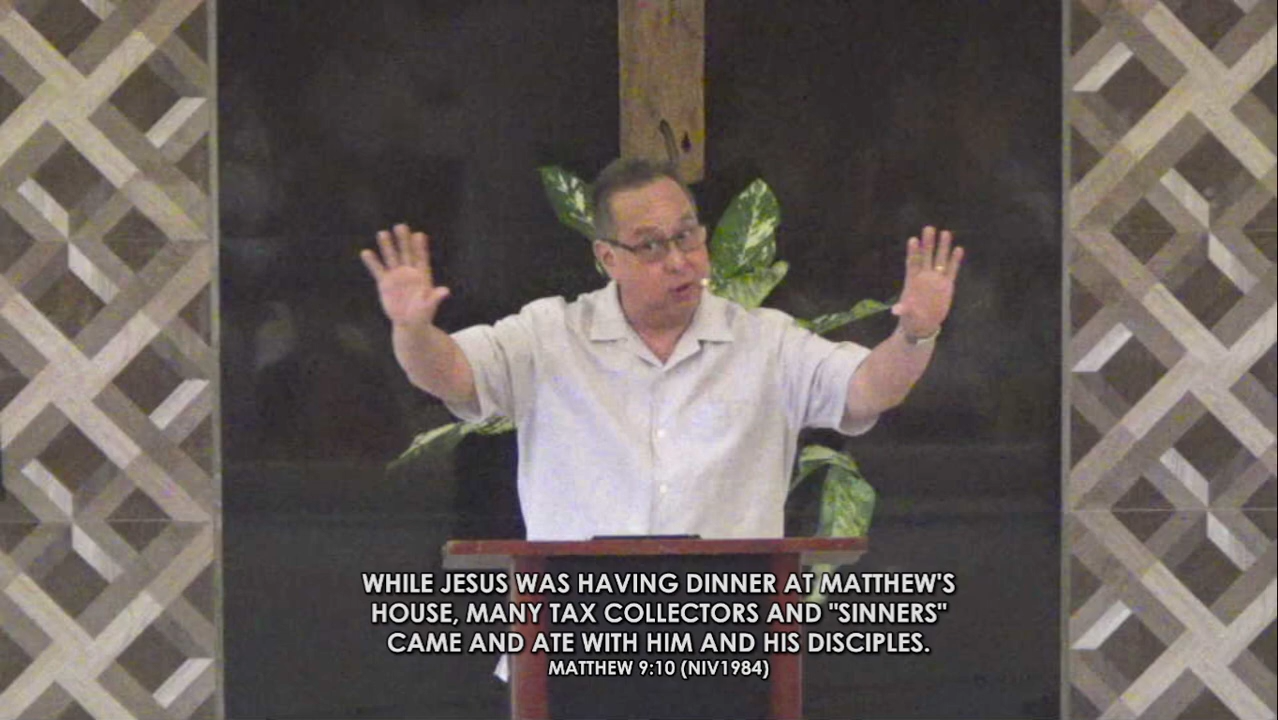 WHILE JESUS WAS HAVING DINNER AT MATTHEW'S
HOUSE, MANY TAX COLLECTORS AND "SINNERS"
CAME AND ATE WITH HIM AND HIS DISCIPLES.
MATTHEW 9:10 (NIV1984)